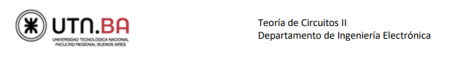 UTN.BA
UNIVERSIDAD TECNOLÓGICA NACIONAL
FACULTAD REGIONAL BUENOS AIRES
Teoría de Circuitos II
Departamento de Ingeniería Electrónica